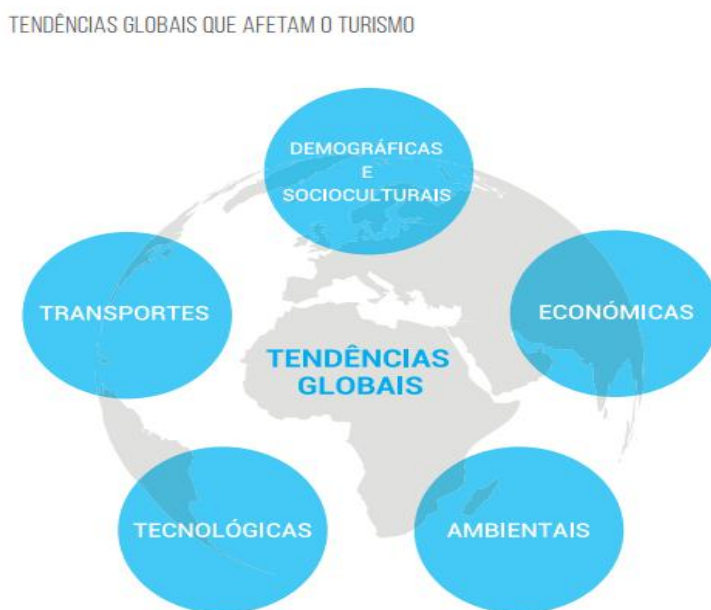 TENDÊNCIAS GLOBAIS QUE AFETAM O TURISMO
DEMOGRÁFICAS
E
SOCIOCULTURAIS
TRANSPORTES
ECONÓMICAS
TENDÊNCIAS
GLOBAIS
TECNOLÓGICAS
AMBIENTAIS